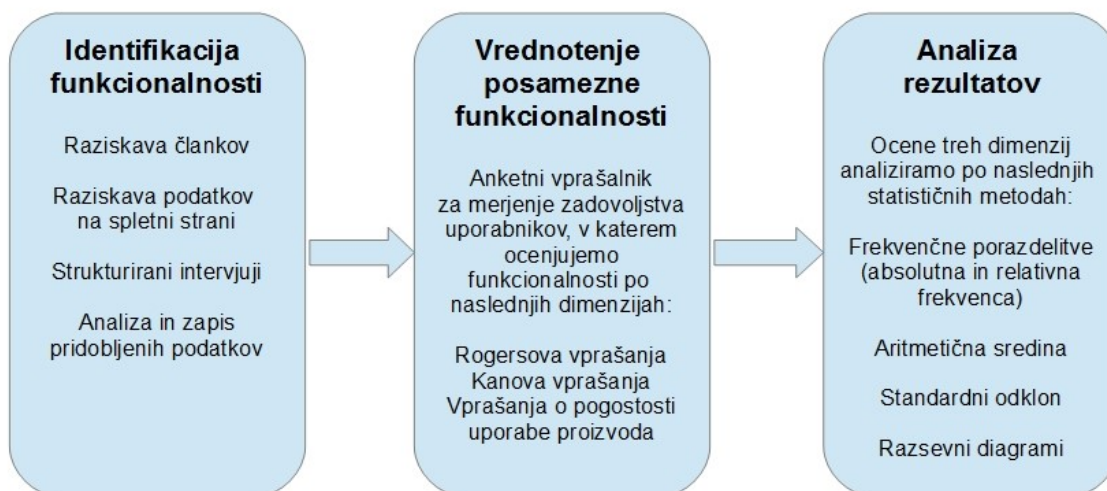 Identifikacija
funkcionalnosti
Raziskava člankov
Raziskava podatkov
na spletni strani
Strukturirani intervjuji
Analiza in zapis
pridobljenih podatkov
Vrednotenje
posamezne
funkcionalnosti
Anketni vprašalnik
za merjenje zadovoljstva
uporabnikov, v katerem
ocenjujemo
funkcionalnosti po
naslednjih dimenzijah:
Rogersova vprašanja
Kanova vprašanja
Vprašanja o pogostosti
uporabe proizvoda
Analiza
rezultatov
Ocene treh dimenzij
analiziramo po naslednjih
statističnih metodah:
Frekvenčne porazdelitve
(absolutna in relativna
frekvenca)
Aritmetična sredina
Standardni odklon
Razsevni diagrami